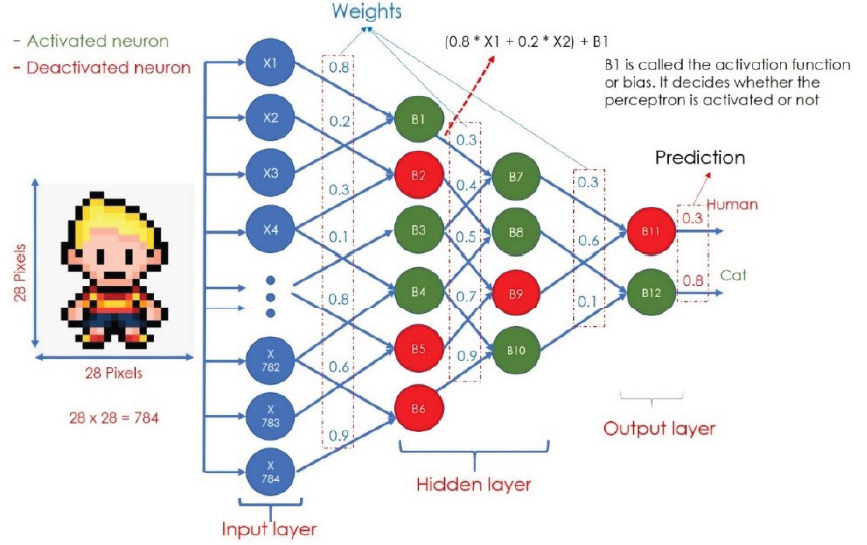 Weights
- Activated neuron
- Deactivated neuron
(0.8 * X1 + 0.2 * X2) + B1
B1 is called the activation function
or bias. It decides whether the
perceptron is activated or not
Prediction
X1
X2
X3
X4
X
782
X
783
X
784
0.8
0.2
0.3
0.1
0.8
0.6
0.9
B1
B2
B3
B4
B5
B6
0.3
0.4
0.5
0.7
0.9
B7
B8
B9
B10
0.3
0.6
0.1
B11
B12
Human
0.3
0.8
Cat
28 Pixels
28 Pixels
28 x 28 = 784
Input layer
Hidden layer
Output layer